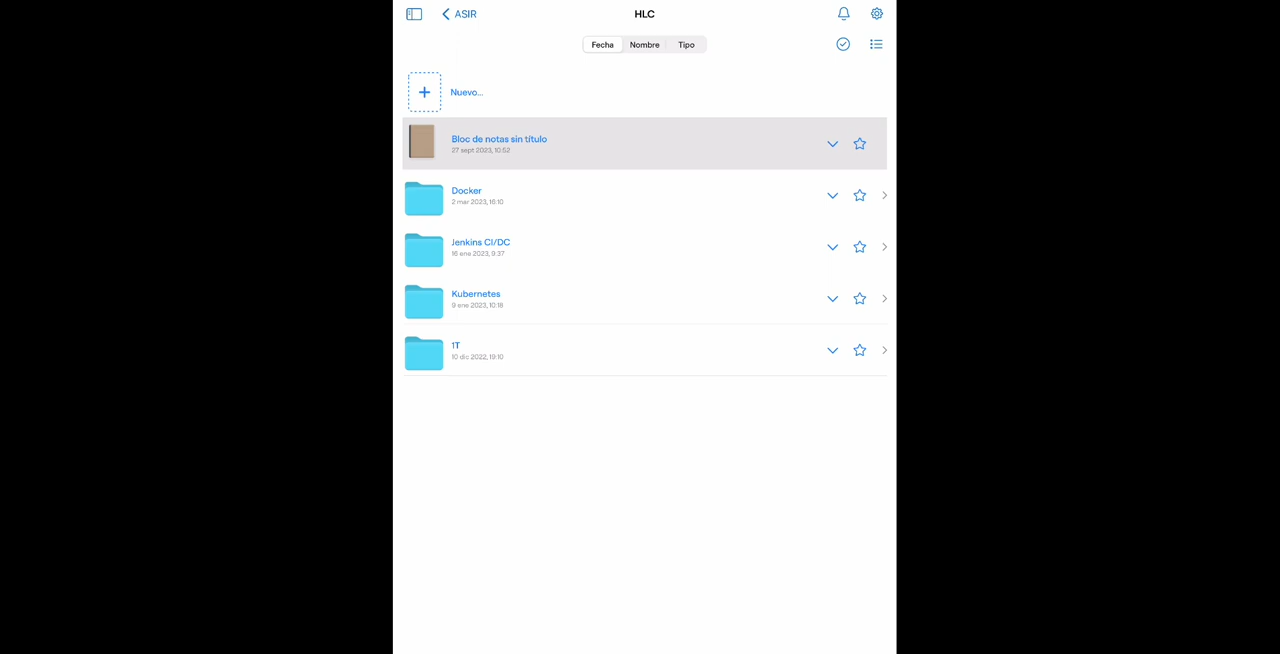 ASIR
HLC
Fecha Nombre Tipo
Nuevo...
Bloc de notas sin título
27 sept 2023, 10:52
Docker
2 mar 2023, 16:10
Jenkins CI/DC
16 ene 2023, 9:37
Kubernetes
9 ene 2023, 10:18
1T
10 dic 2022, 19:10